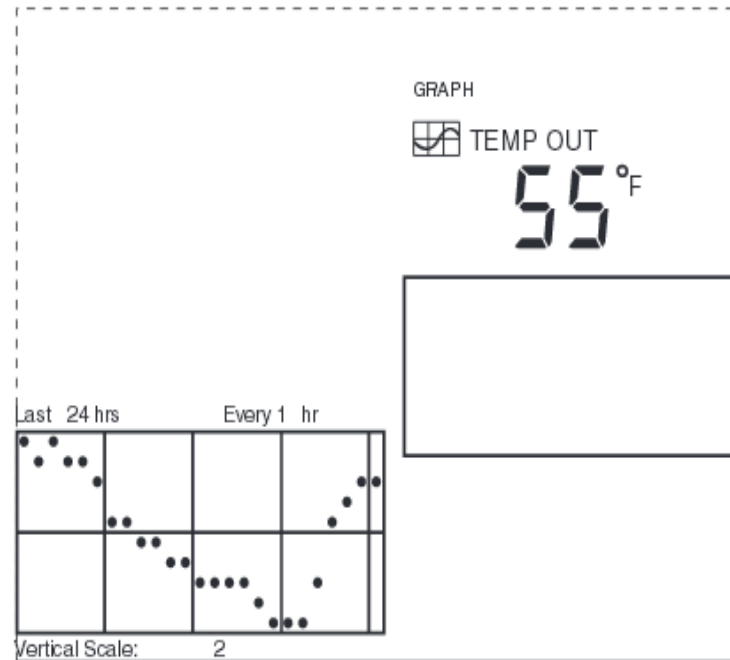 GRAPH
TEMP OUT
55°F
Last 24 hrs Every 1 hr
Vertical Scale: 2